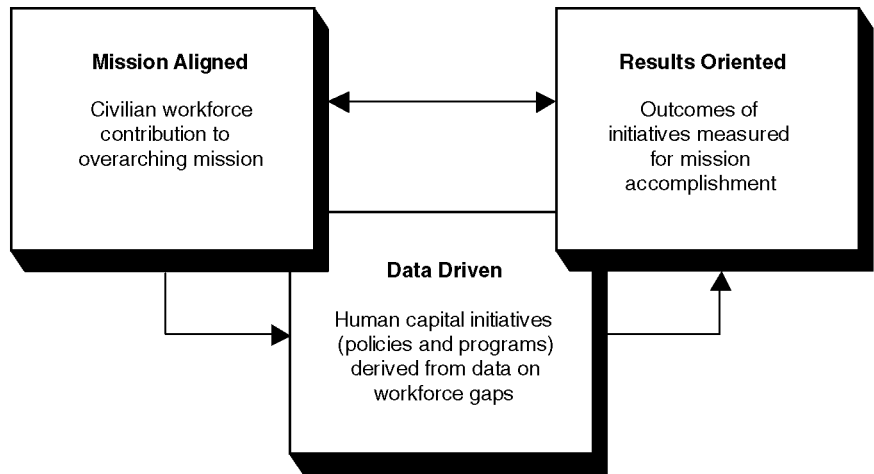 Mission Aligned
Civilian workforce
contribution to
overarching mission
Results Oriented
Outcomes of
initiatives measured
for mission
accomplishment
Data Driven
Human capital initiatives
(policies and programs)
derived from data on
workforce gaps